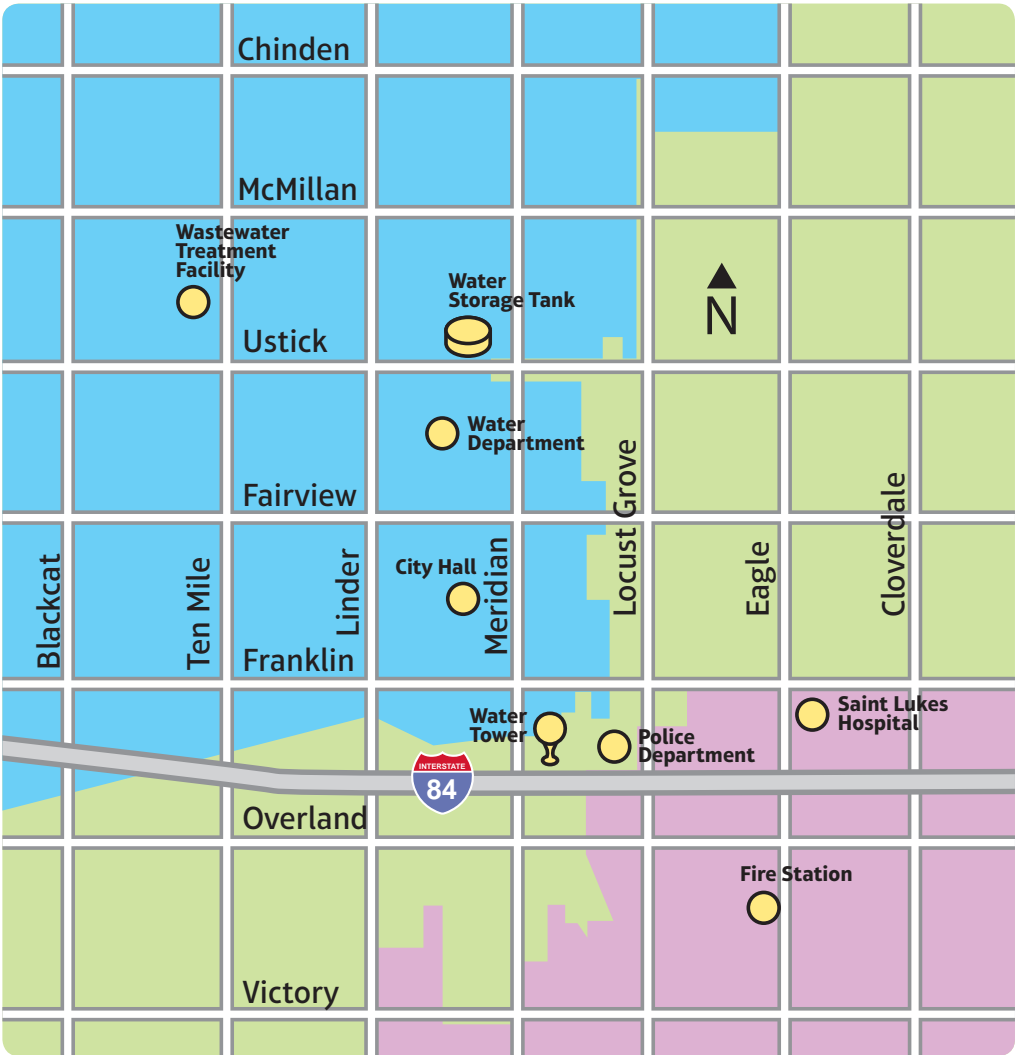 Chinden
McMillan
Wastewater
Treatment
Facility
Water
Storage Tank
N
Ustick
Water
Department
Fairview
Locust Grove
Cloverdale
Blackcat
Ten Mile
Linder
City Hall
Meridian
Eagle
Franklin
Water
Tower
Police
Department
Saint Lukes
Hospital
INTERSTATE
84
Overland
Fire Station
Victory